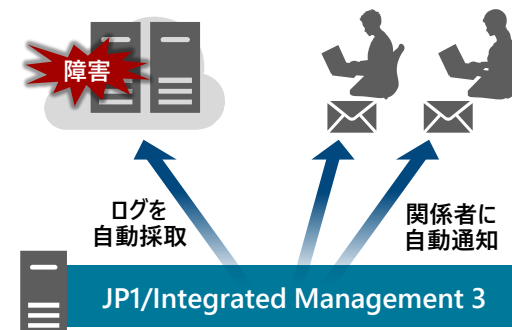 障害
ログを
自動採取
関係者に
自動通知
JP1/Integrated Management 3